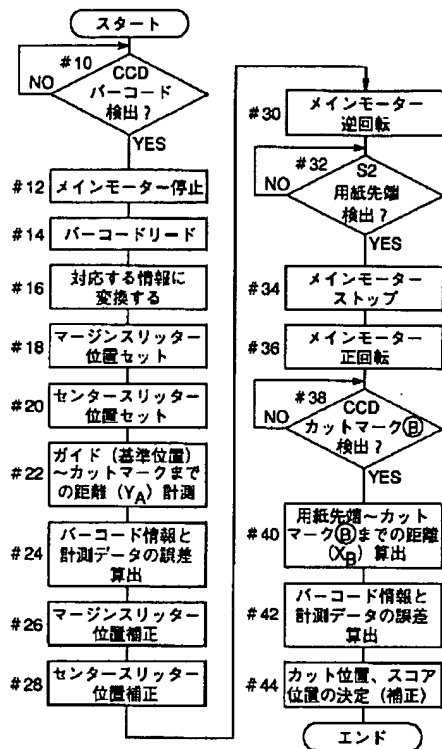 スタート
#10
CCD
バーコード
検出?
NO
YES
#12
メインモーター停止
#14
バーコードリード
#16
対応する情報に
変換する
#18
マージンスリッター
位置セット
#20
センタースリッター
位置セット
#22
ガイド(基準位置)
~カットマークまで
の距離(YA)計測
#24
バーコード情報と
計測データの誤差
算出
#26
マージンスリッター
位置補正
#28
センタースリッター
位置補正
#30
メインモーター
逆回転
#32
S2
用紙先端
検出?
NO
YES
#34
メインモーター
ストップ
#36
メインモーター
正回転
#38
CCD
カットマークⒷ
検出?
NO
YES
#40
用紙先端~カット
マークⒷまでの距離
(XB)算出
#42
バーコード情報と
計測データの誤差
算出
#44
カット位置、スコア
位置の決定(補正)
エンド